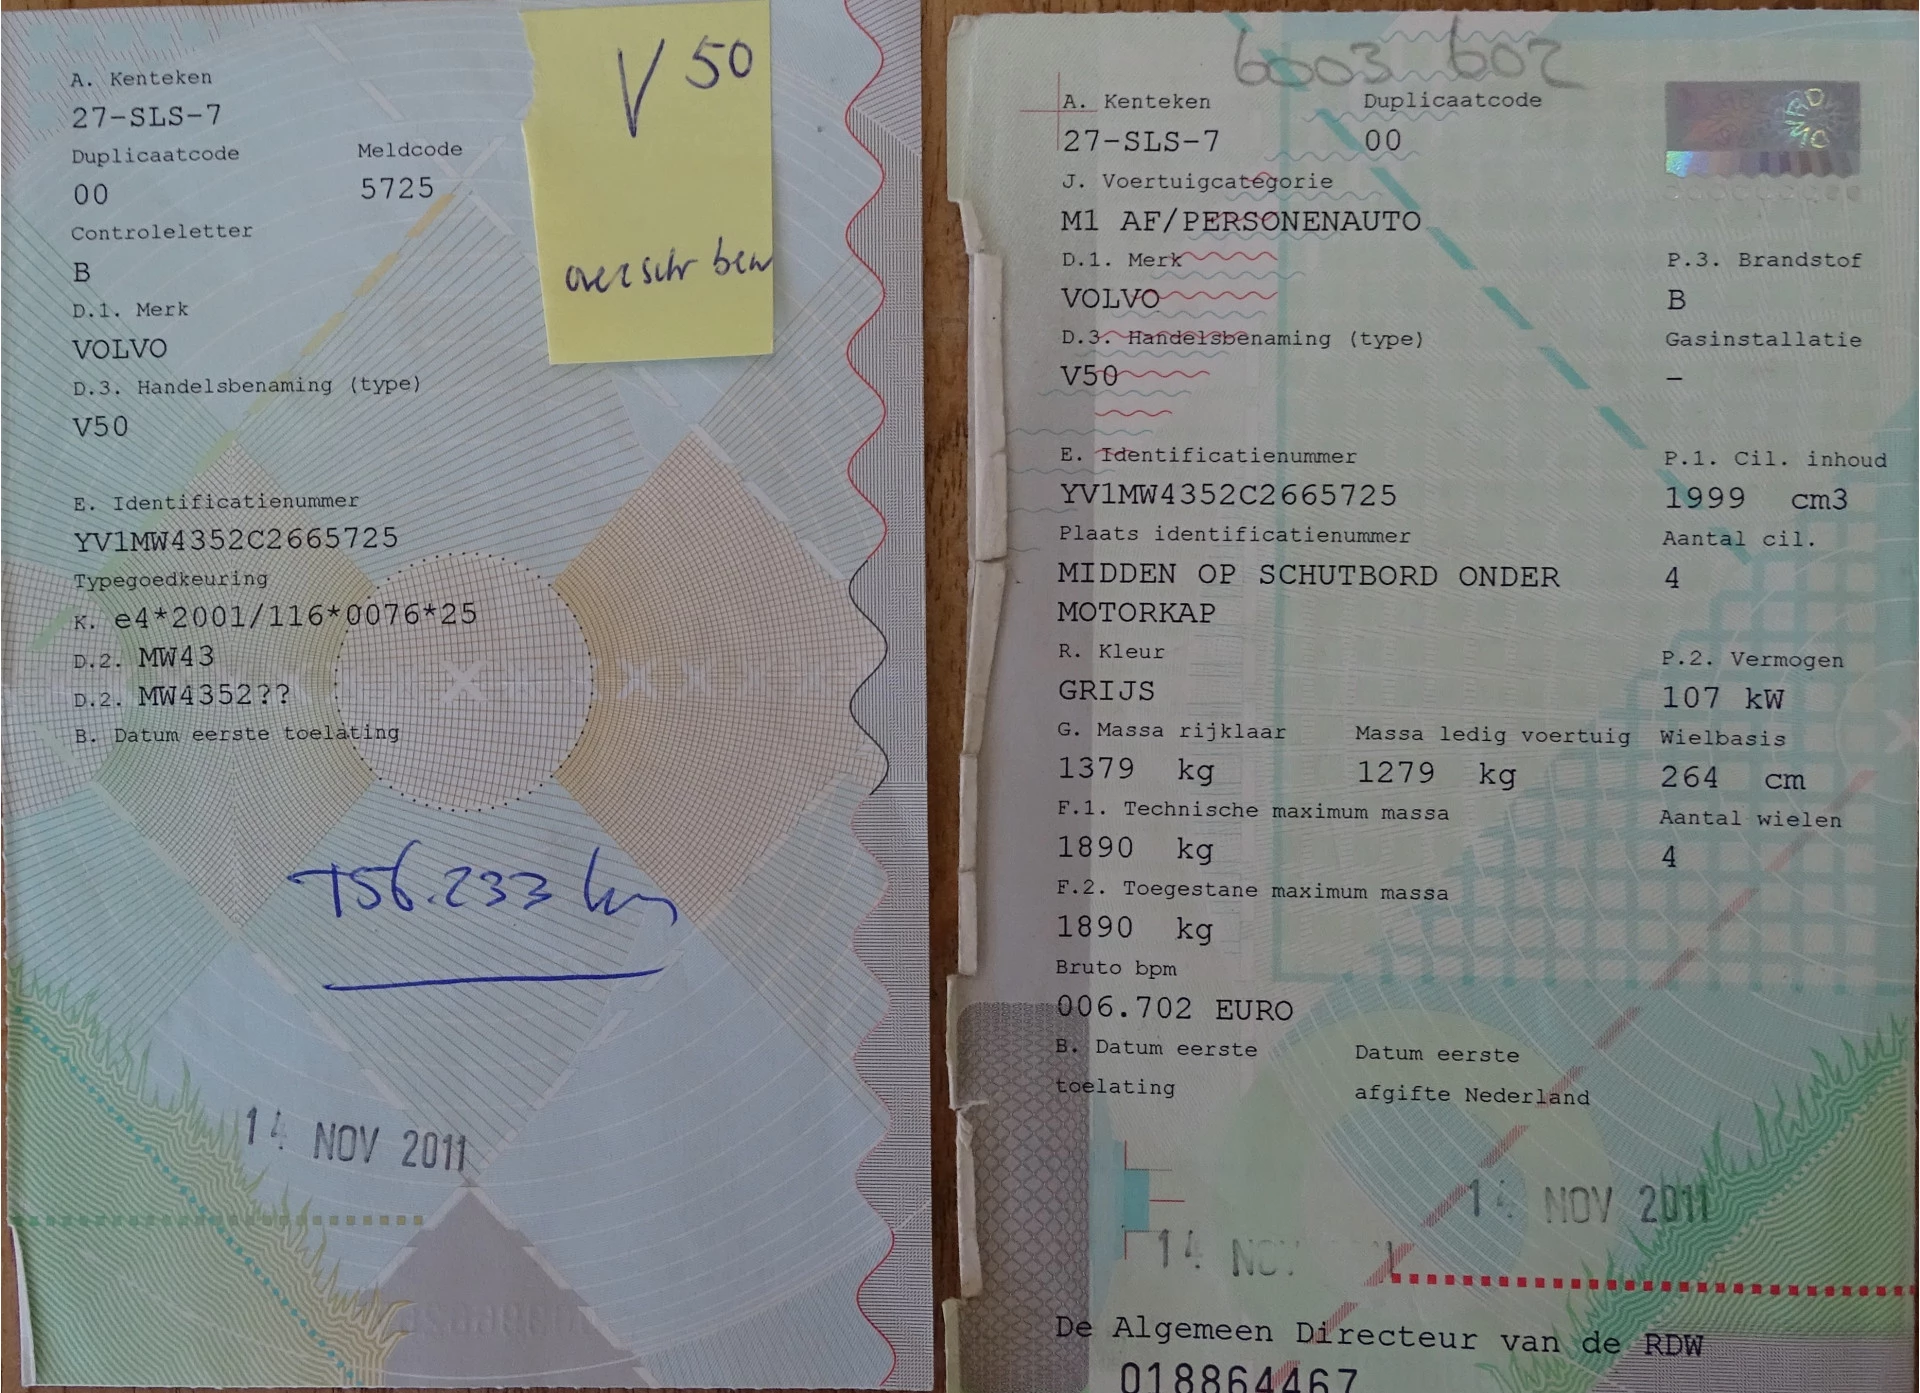 A. Kenteken
27-SLS-7
Duplicaatcode Meldcode
00 5725
Controleletter
B
D.1. Merk
VOLVO
D.3. Handelsbenaming (type)
V50
E. Identificatienummer
YV1MW4352C2665725
Typegoedkeuring
K. e4*2001/116*0076*25
D.2. MW43
D.2. MW4352??
B. Datum eerste toelating
156.233 km
14 NOV 2011
V 50
overschr bew
6003 602
A. Kenteken Duplicaatcode
27-SLS-7 00
J. Voertuigcategorie
M1 AF/PERSONENAUTO
D.1. Merk P.3. Brandstof
VOLVO B
D.3. Handelsbenaming (type) Gasinstallatie
V50 –
E. Identificatienummer P.1. Cil. inhoud
YV1MW4352C2665725 1999 cm3
Plaats identificatienummer Aantal cil.
MIDDEN OP SCHUTBORD ONDER 4
MOTORKAP
R. Kleur P.2. Vermogen
GRIJS 107 kW
G. Massa rijklaar Massa ledig voertuig Wielbasis
1379 kg 1279 kg 264 cm
F.1. Technische maximum massa Aantal wielen
1890 kg 4
F.2. Toegestane maximum massa
1890 kg
Bruto bpm
006.702 EURO
B. Datum eerste Datum eerste
toelating afgifte Nederland
14 NOV 2011
14 NOV
De Algemeen Directeur van de RDW
018864467